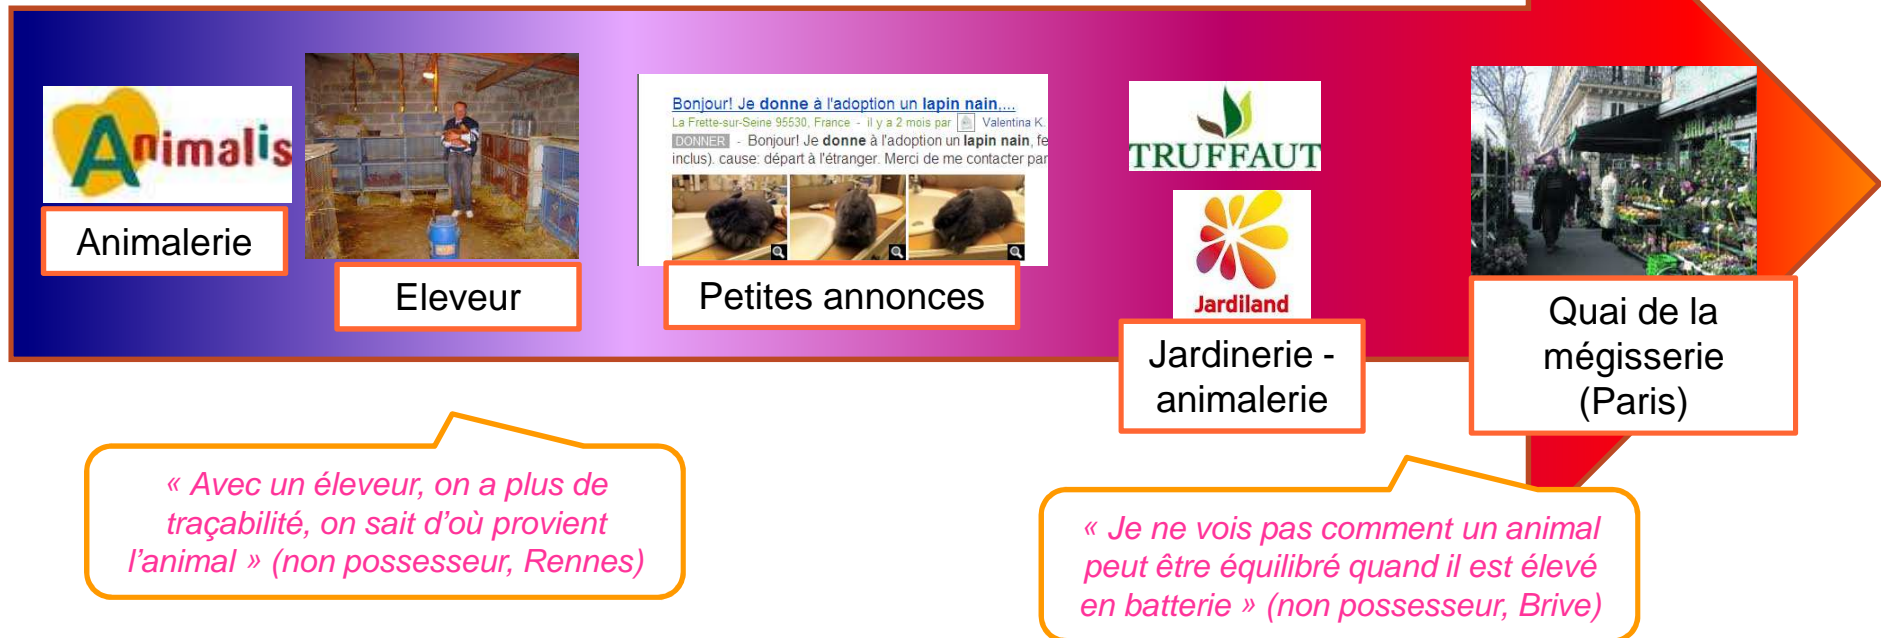 Animalis
Animalerie
Eleveur
Bonjour! Je donne à l'adoption un lapin nain,...
La Frette-sur-Seine 95530, France - il y a 2 mois par Valentina K.
DONNER - Bonjour! Je donne à l'adoption un lapin nain, fe
inclus). cause: départ à l'étranger. Merci de me contacter par
Petites annonces
TRUFFAUT
Jardiland
Jardinerie -
animalerie
Quai de la
mégisserie
(Paris)
« Avec un éleveur, on a plus de
traçabilité, on sait d’où provient
l’animal » (non possesseur, Rennes)
« Je ne vois pas comment un animal
peut être équilibré quand il est élevé
en batterie » (non possesseur, Brive)